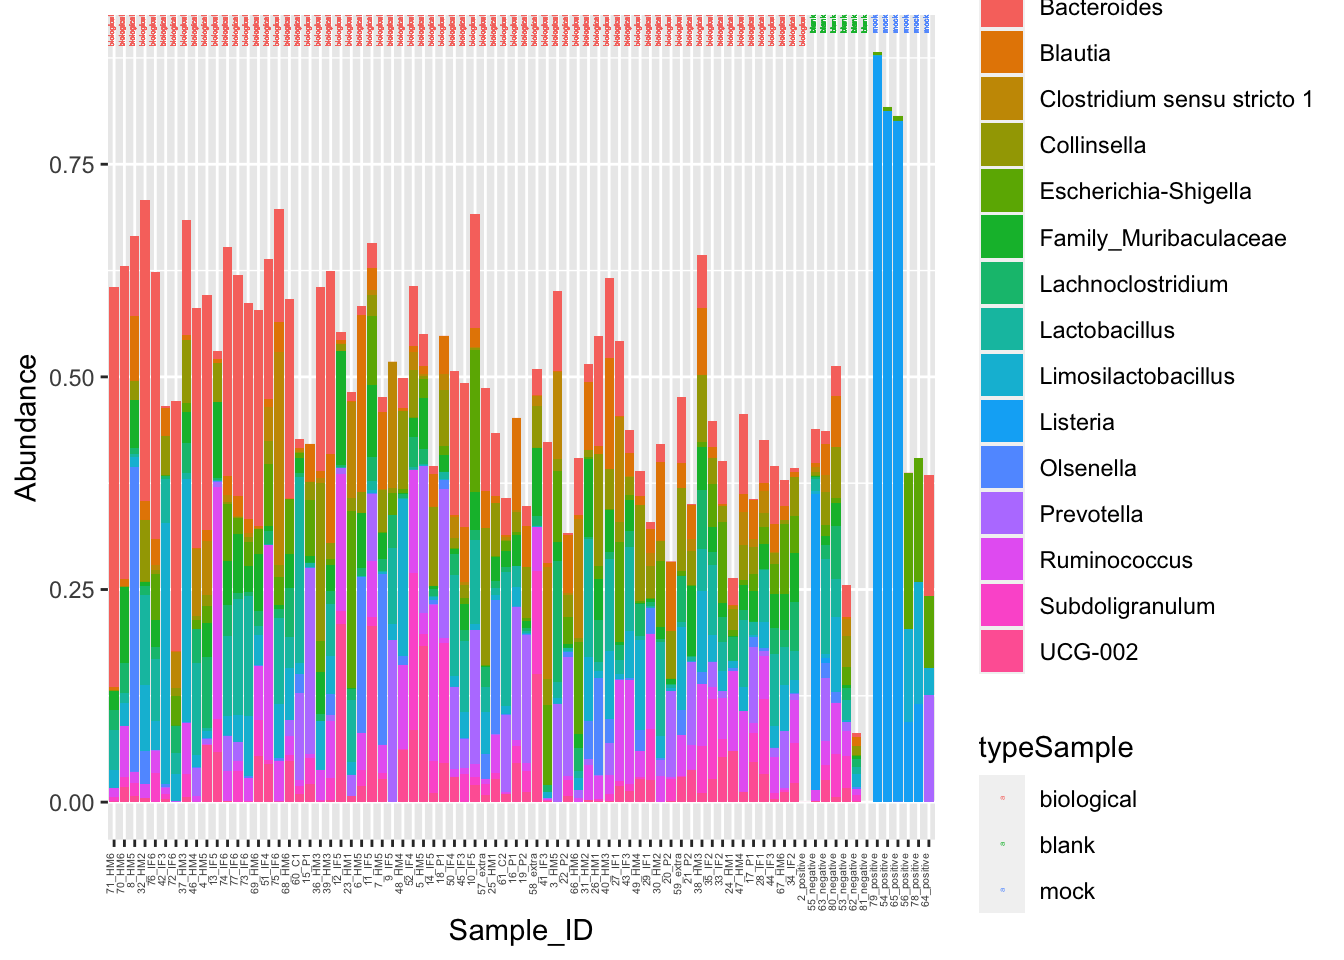 Bacteroides
Blautia
Clostridium sensu stricto 1
Collinsella
Escherichia-Shigella
Family_Muribaculaceae
Lachnoclostridium
Lactobacillus
Limosilactobacillus
Listeria
Olsenella
Prevotella
Ruminococcus
Subdoligranulum
UCG-002
typeSample
biological
blank
mock
Abundance
0.75
0.50
0.25
0.00
71_HM6
70_HM6
8_HM5
32_HM2
76_IF6
42_IF3
72_IF6
37_HM3
46_HM4
4_HM5
13_IF5
74_IF6
77_IF6
73_IF6
69_HM6
51_IF4
75_IF6
68_HM6
60_C1
15_P1
36_HM3
39_HM3
12_IF5
23_HM1
6_HM5
11_IF5
7_HM5
9_IF5
48_HM4
52_IF4
5_HM5
14_IF5
18_P1
50_IF4
45_IF3
10_IF5
57_extra
25_HM1
61_C2
16_P1
19_P2
58_extra
41_IF3
3_HM5
22_P2
66_HM6
31_HM2
26_HM1
40_HM3
27_IF1
43_IF3
49_HM4
29_IF1
30_HM2
20_P2
59_extra
21_P2
38_HM3
35_IF2
33_IF2
24_HM1
47_HM4
17_P1
28_IF1
44_IF3
67_HM6
34_IF2
2_positive
55_negative
63_negative
80_negative
53_negative
62_negative
81_negative
79_positive
54_positive
65_positive
56_positive
78_positive
64_positive
Sample_ID